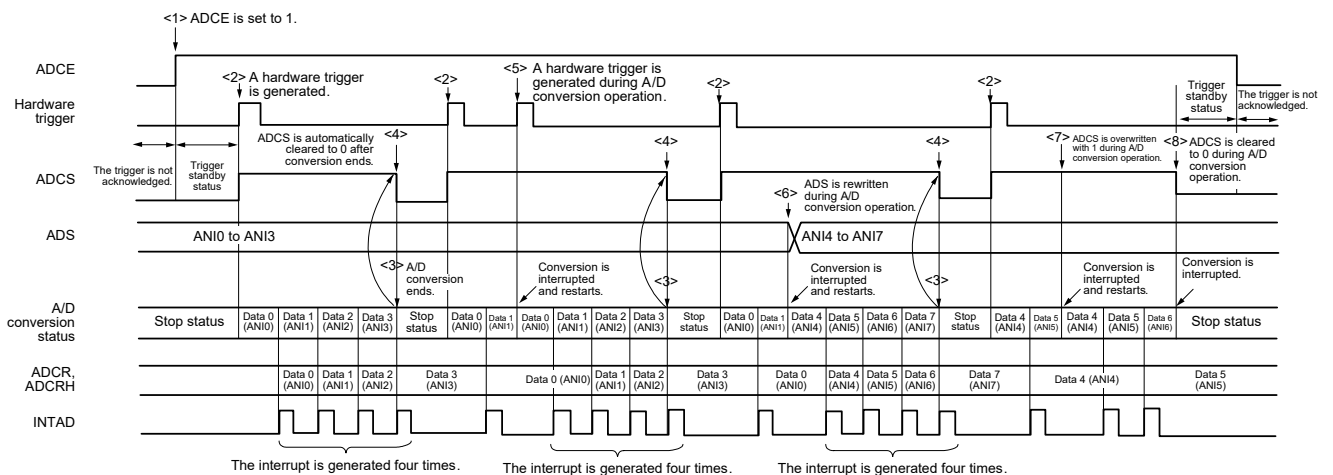 <1> ADCE is set to 1.
ADCE
<2> A hardware trigger
is generated.
<2>
<5> A hardware trigger is
generated during A/D
conversion operation.
<2>
<2>
Trigger
standby
status
The trigger is not
acknowledged.
Hardware
trigger
The trigger is not
acknowledged.
Trigger
standby
status
ADCS is automatically
cleared to 0 after
conversion ends.
<4>
<4>
<4>
<7> ADCS is overwritten
with 1 during A/D
conversion operation.
<8> ADCS is cleared
to 0 during A/D
conversion
operation.
ADCS
<6> ADS is rewritten
during A/D
conversion operation.
ADS
ANI0 to ANI3
ANI4 to ANI7
<3> A/D
conversion
ends.
Conversion is
interrupted
and restarts.
<3>
Conversion is
interrupted
and restarts.
<3>
Conversion is
interrupted
and restarts.
Conversion is
interrupted.
A/D
conversion
status
Stop status
Data 0 (ANI0)
Data 1 (ANI1)
Data 2 (ANI2)
Data 3 (ANI3)
Stop status
Data 0 (ANI0)
Data 1 (ANI1)
Data 0 (ANI0)
Data 1 (ANI1)
Data 2 (ANI2)
Data 3 (ANI3)
Stop status
Data 0 (ANI0)
Data 1 (ANI1)
Data 4 (ANI4)
Data 5 (ANI5)
Data 6 (ANI6)
Data 7 (ANI7)
Stop status
Data 4 (ANI4)
Data 5 (ANI5)
Data 4 (ANI4)
Data 5 (ANI5)
Data 6 (ANI6)
Stop status
ADCR,
ADCRH
Data 0 (ANI0)
Data 1 (ANI1)
Data 2 (ANI2)
Data 3 (ANI3)
Data 0 (ANI0)
Data 1 (ANI1)
Data 2 (ANI2)
Data 3 (ANI3)
Data 0 (ANI0)
Data 4 (ANI4)
Data 5 (ANI5)
Data 6 (ANI6)
Data 7 (ANI7)
Data 4 (ANI4)
Data 5 (ANI5)
INTAD
The interrupt is generated four times.
The interrupt is generated four times.
The interrupt is generated four times.